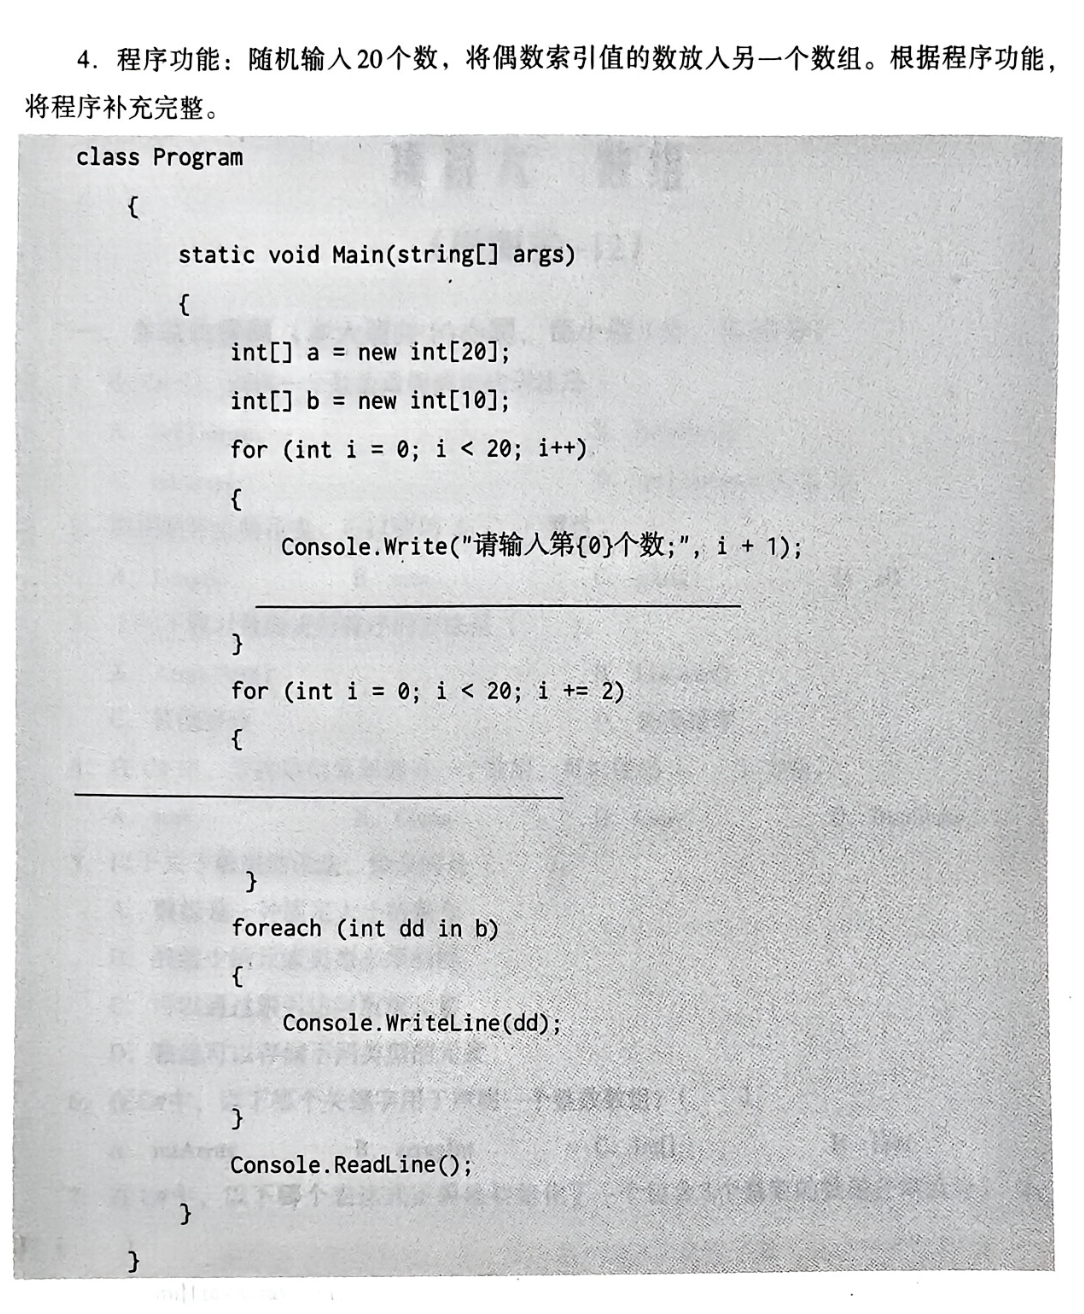 4. 程序功能：随机输入20个数，将偶数索引值的数放入另一个数组。根据程序功能，
将程序补充完整。
class Program
{
static void Main(string[] args)
{
int[] a = new int[20];
int[] b = new int[10];
for (int i = 0; i < 20; i++)
{
Console.Write("请输入第{0}个数;", i + 1);
}
for (int i = 0; i < 20; i += 2)
{
}
foreach (int dd in b)
{
Console.WriteLine(dd);
}
Console.ReadLine();
}
}